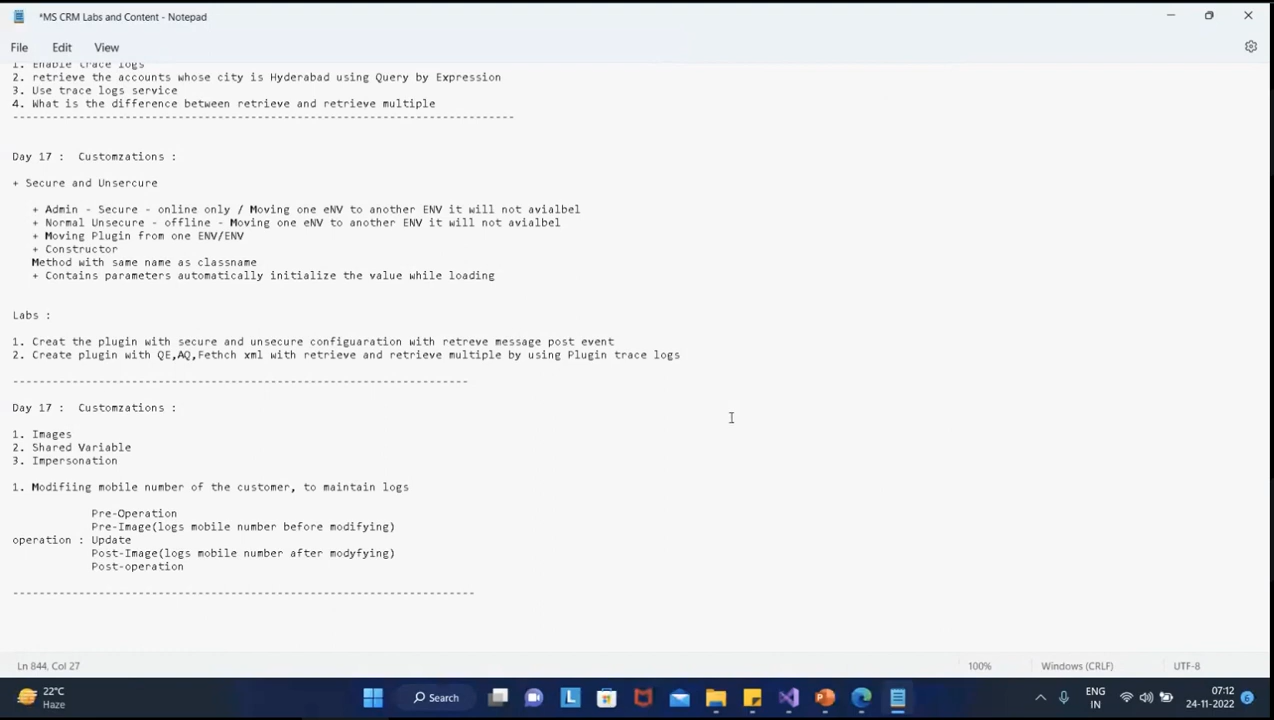 *MS CRM Labs and Content - Notepad
File Edit View
1. Enable trace logs
2. retrieve the accounts whose city is Hyderabad using Query by Expression
3. Use trace logs service
4. What is the difference between retrieve and retrieve multiple
----------------------------------------------------------------------------
Day 17 :  Customzations :
+ Secure and Unsercure
+ Admin - Secure - online only / Moving one eNV to another ENV it will not avialbel
+ Normal Unsecure - offline - Moving one eNV to another ENV it will not avialbel
+ Moving Plugin from one ENV/ENV
+ Constructor
Method with same name as classname
+ Contains parameters automatically initialize the value while loading
Labs :
1. Creat the plugin with secure and unsecure configuaration with retreve message post event
2. Create plugin with QE,AQ,Fethch xml with retrieve and retrieve multiple by using Plugin trace logs
---------------------------------------------------------------------
Day 17 :  Customzations :
1. Images
2. Shared Variable
3. Impersonation
1. Modifiing mobile number of the customer, to maintain logs
Pre-Operation
Pre-Image(logs mobile number before modifying)
operation : Update
Post-Image(logs mobile number after modyfying)
Post-operation
----------------------------------------------------------------------
Ln 844, Col 27 100% Windows (CRLF) UTF-8
22°C
Haze
Search
ENG
IN
07:12
24-11-2022
6